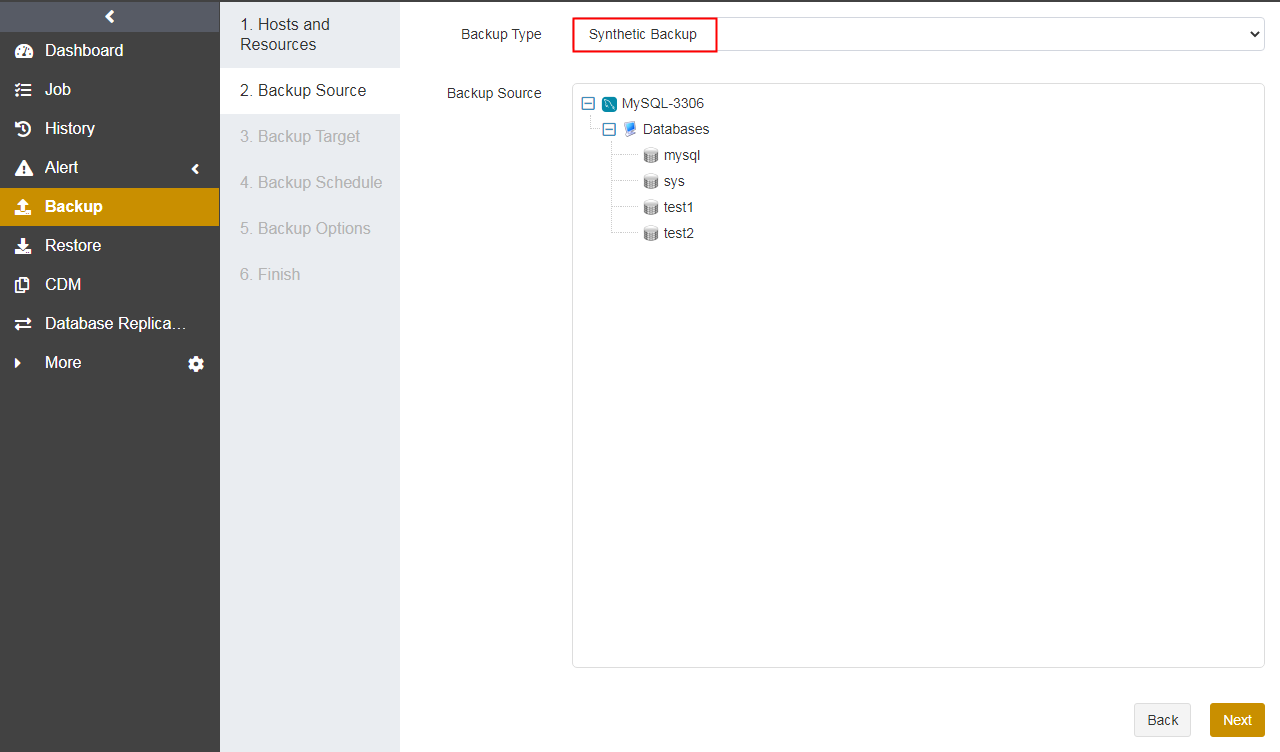 Dashboard
Job
History
Alert
Backup
Restore
CDM
Database Replica...
More
1. Hosts and
Resources
2. Backup Source
3. Backup Target
4. Backup Schedule
5. Backup Options
6. Finish
Backup Type
Synthetic Backup
Backup Source
MySQL-3306
Databases
mysql
sys
test1
test2
Back
Next